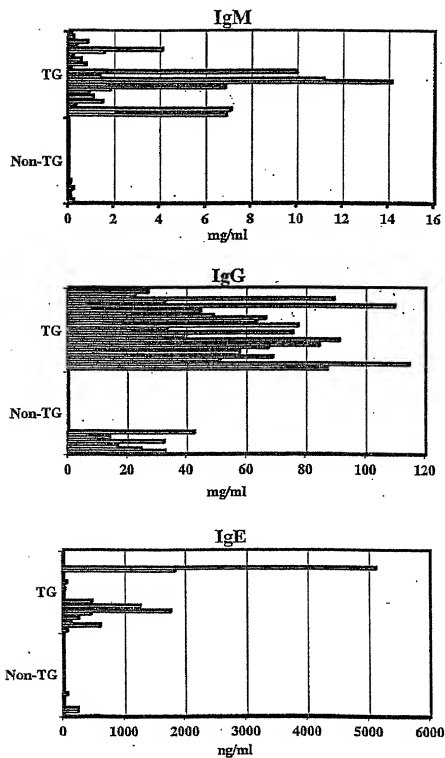 IgM
TG
Non-TG
0 2 4 6 8 10 12 14 16
mg/ml
IgG
TG
Non-TG
0 20 40 60 80 100 120
mg/ml
IgE
TG
Non-TG
0 1000 2000 3000 4000 5000 6000
ng/ml